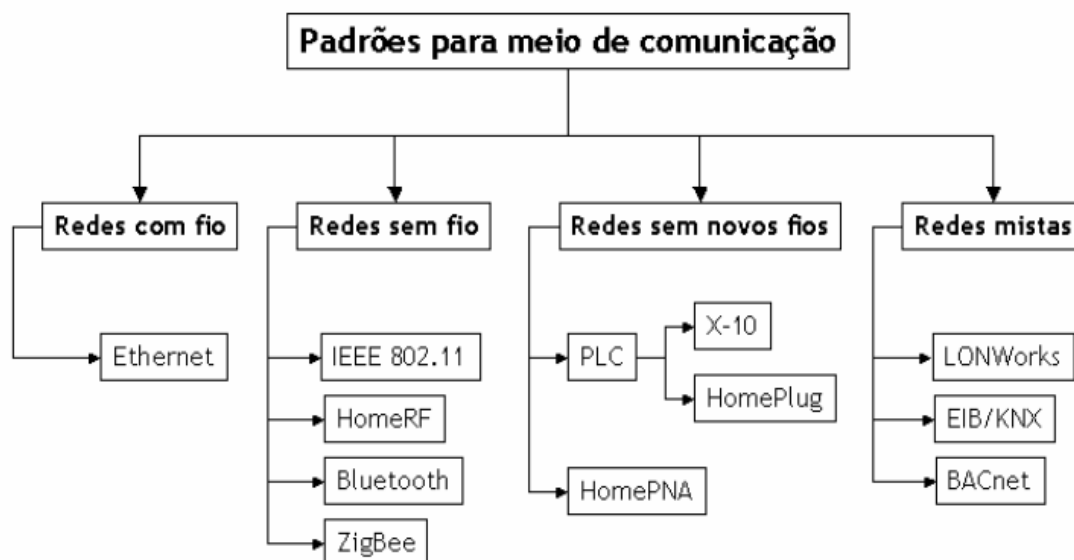 Padrões para meio de comunicação
Redes com fio
Redes sem fio
Redes sem novos fios
Redes mistas
Ethernet
IEEE 802.11
HomeRF
Bluetooth
ZigBee
PLC
X-10
HomePlug
HomePNA
LONWorks
EIB/KNX
BACnet